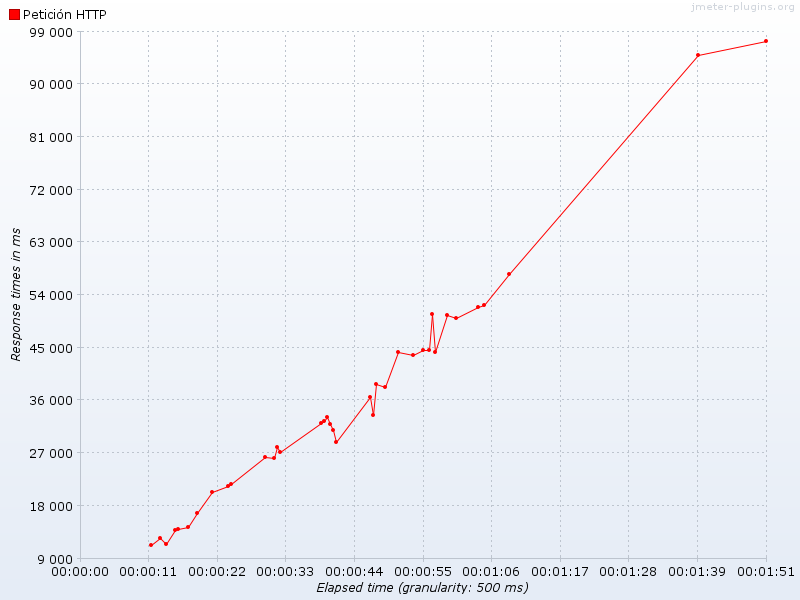 jmeter-plugins.org
Petición HTTP
99 000
90 000
81 000
72 000
63 000
54 000
45 000
36 000
27 000
18 000
9 000
Response times in ms
00:00:00 00:00:11 00:00:22 00:00:33 00:00:44 00:00:55 00:01:06 00:01:17 00:01:28 00:01:39 00:01:51
Elapsed time (granularity: 500 ms)